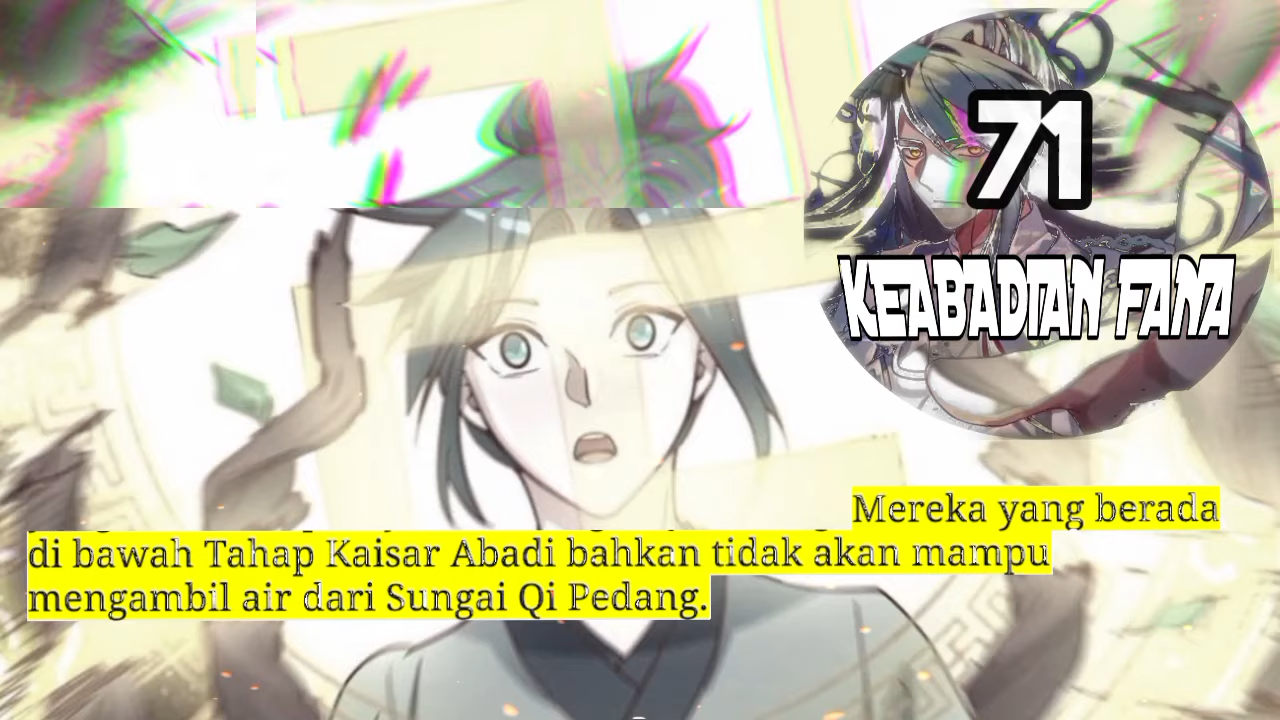 71
KEABADIAN FANA
Mereka yang berada
di bawah Tahap Kaisar Abadi bahkan tidak akan mampu
mengambil air dari Sungai Qi Pedang.